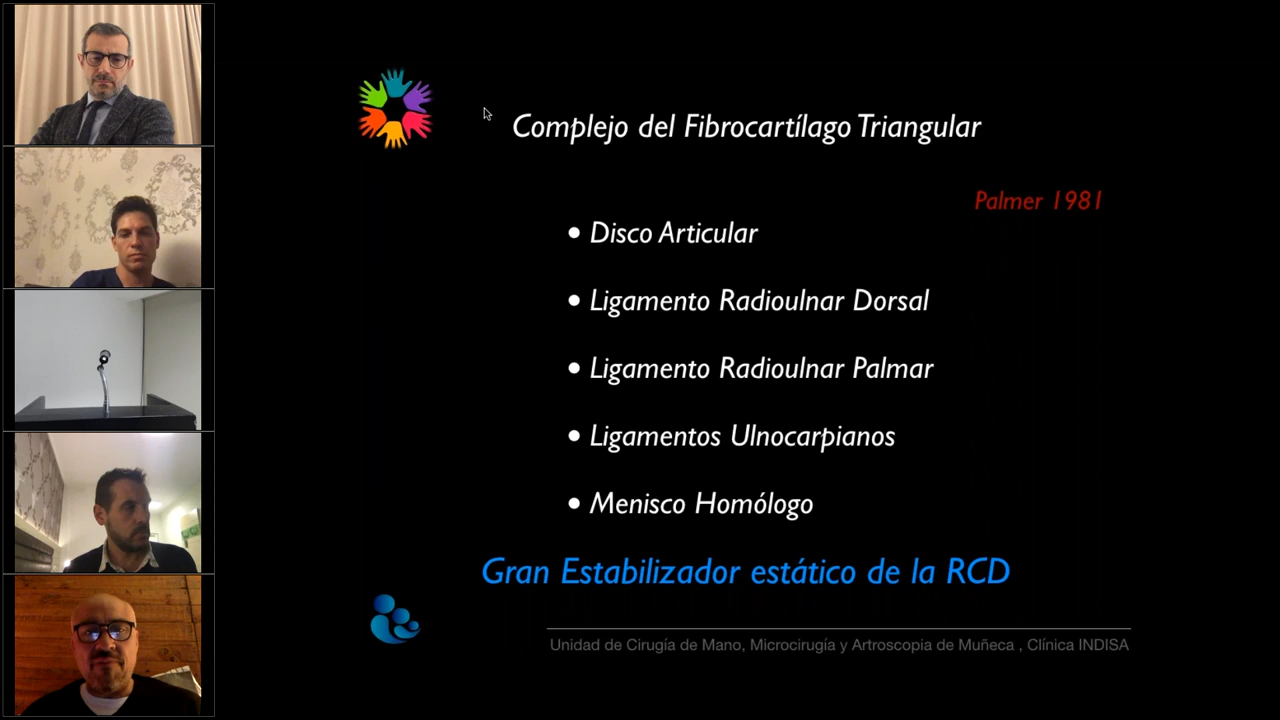 Complejo del Fibrocartílago Triangular
Palmer 1981
• Disco Articular
• Ligamento Radioulnar Dorsal
• Ligamento Radioulnar Palmar
• Ligamentos Ulnocarpianos
• Menisco Homólogo
Gran Estabilizador estático de la RCD
Unidad de Cirugía de Mano, Microcirugía y Artroscopia de Muñeca , Clínica INDISA